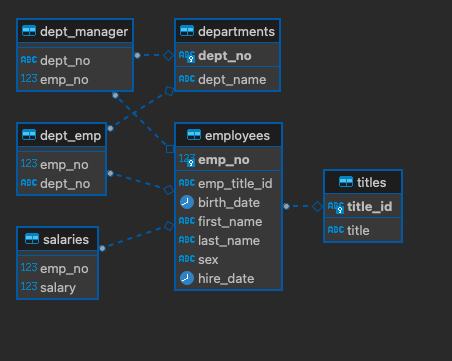 dept_manager
ABC dept_no
123 emp_no
departments
ABC dept_no
ABC dept_name
dept_emp
123 emp_no
ABC dept_no
employees
123 emp_no
ABC emp_title_id
birth_date
ABC first_name
ABC last_name
ABC sex
hire_date
titles
ABC title_id
ABC title
salaries
123 emp_no
123 salary